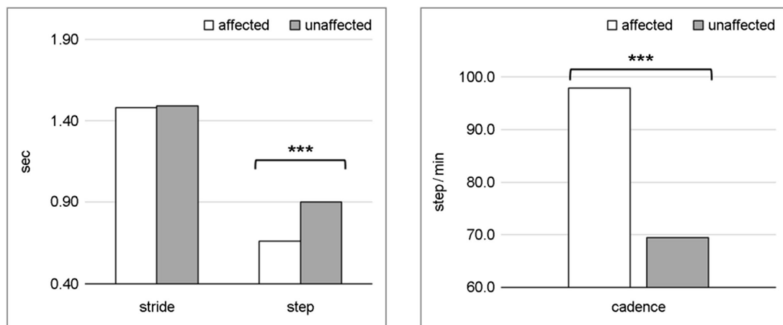 affected unaffected
1.90
1.40
0.90
0.40
sec
***
stride step
affected unaffected
100.0
90.0
80.0
70.0
60.0
step/min
***
cadence